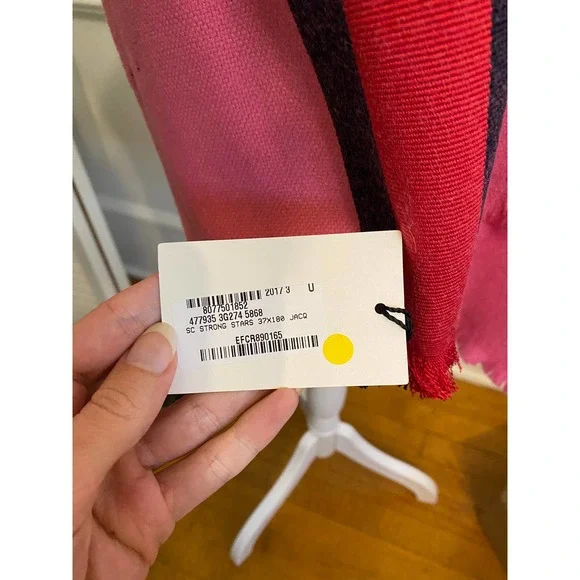 2017 3 U
8077501852
477935 3G274 5868
SC STRONG STARS 37X180 JACQ
EFCR890165